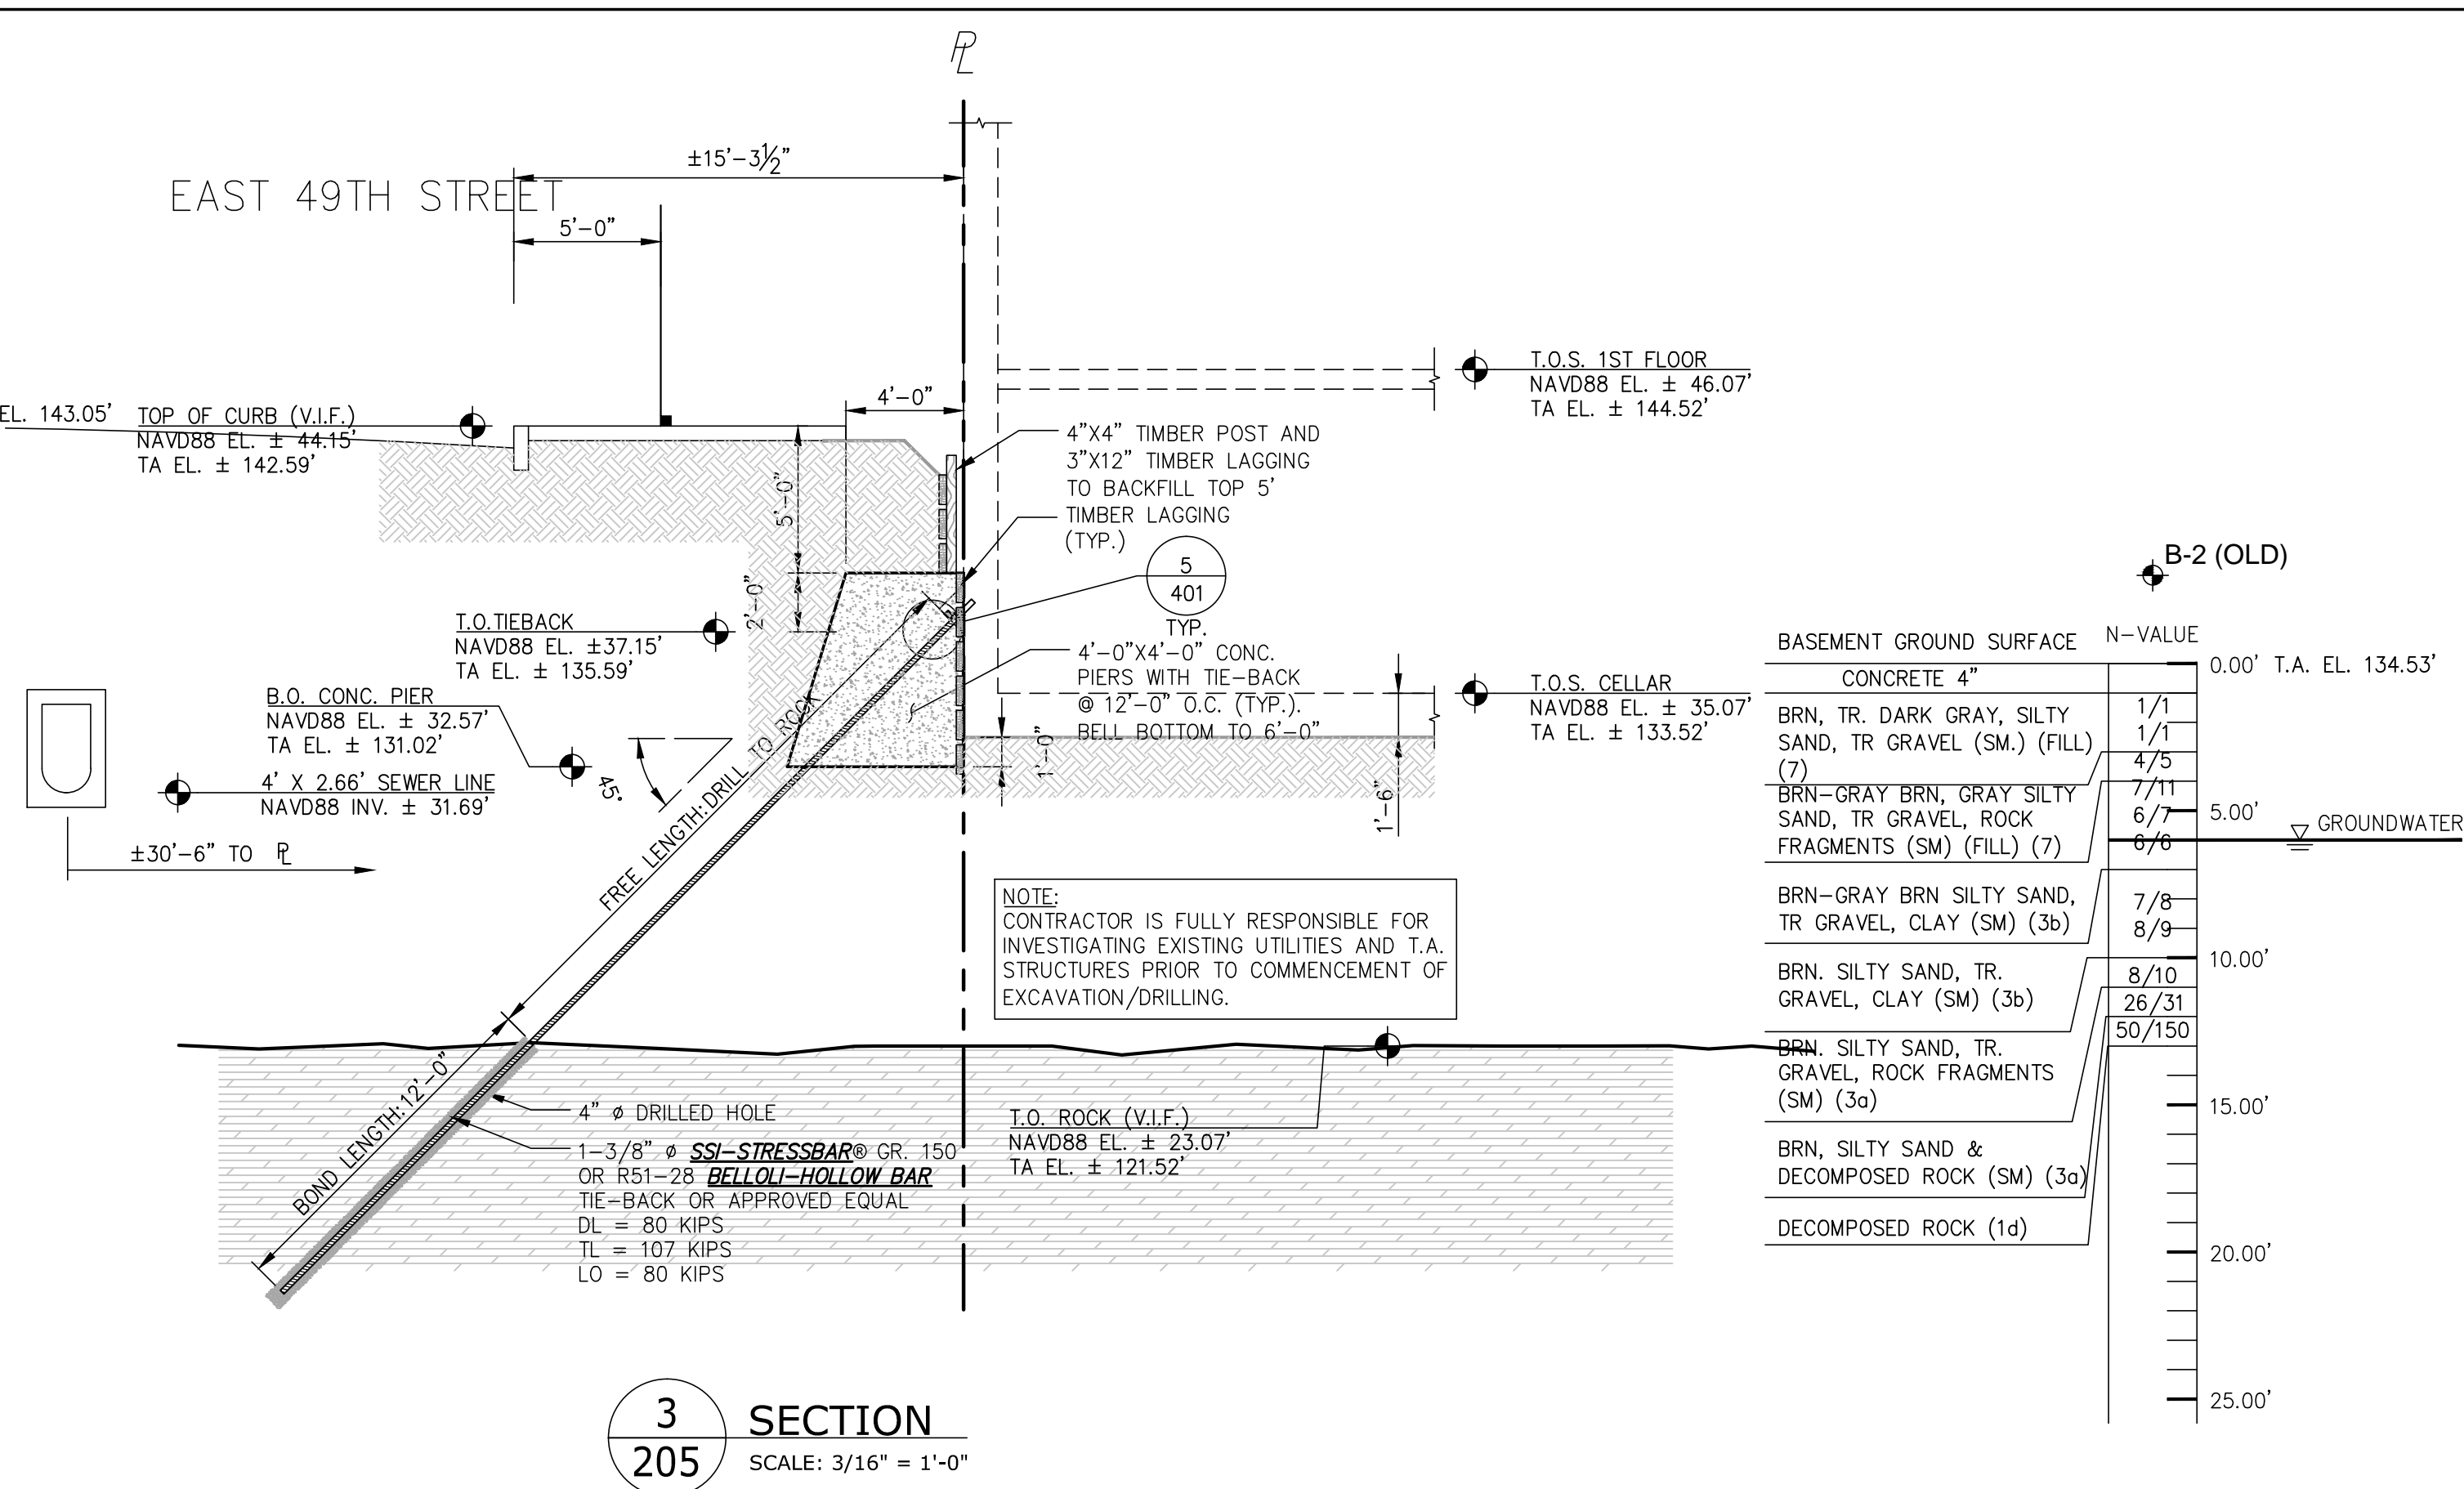 ℄
±15'-3½"
EAST 49TH STREET
5'-0"
4'-0"
EL. 143.05'
TOP OF CURB (V.I.F.)
NAVD88 EL. ± 44.15'
TA EL. ± 142.59'
T.O.S. 1ST FLOOR
NAVD88 EL. ± 46.07'
TA EL. ± 144.52'
4"X4" TIMBER POST AND
3"X12" TIMBER LAGGING
TO BACKFILL TOP 5'
TIMBER LAGGING
(TYP.)
5
401
TYP.
5'-0"
2'-0"
T.O.TIEBACK
NAVD88 EL. ±37.15'
TA EL. ± 135.59'
4'-0"X4'-0" CONC.
PIERS WITH TIE-BACK
@ 12'-0" O.C. (TYP.).
BELL BOTTOM TO 6'-0"
T.O.S. CELLAR
NAVD88 EL. ± 35.07'
TA EL. ± 133.52'
B.O. CONC. PIER
NAVD88 EL. ± 32.57'
TA EL. ± 131.02'
4' X 2.66' SEWER LINE
NAVD88 INV. ± 31.69'
±30'-6" TO ℄
45°
1'-0"
1'-6"
FREE LENGTH:DRILL TO ROCK
BOND LENGTH:12'-0"
NOTE:
CONTRACTOR IS FULLY RESPONSIBLE FOR
INVESTIGATING EXISTING UTILITIES AND T.A.
STRUCTURES PRIOR TO COMMENCEMENT OF
EXCAVATION/DRILLING.
4" ø DRILLED HOLE
1-3/8" ø SSI-STRESSBAR® GR. 150
OR R51-28 BELLOLI-HOLLOW BAR
TIE-BACK OR APPROVED EQUAL
DL = 80 KIPS
TL = 107 KIPS
LO = 80 KIPS
T.O. ROCK (V.I.F.)
NAVD88 EL. ± 23.07'
TA EL. ± 121.52'
B-2 (OLD)
BASEMENT GROUND SURFACE
N-VALUE
0.00' T.A. EL. 134.53'
CONCRETE 4"
BRN, TR. DARK GRAY, SILTY
SAND, TR GRAVEL (SM.) (FILL)
(7)
BRN-GRAY BRN, GRAY SILTY
SAND, TR GRAVEL, ROCK
FRAGMENTS (SM) (FILL) (7)
BRN-GRAY BRN SILTY SAND,
TR GRAVEL, CLAY (SM) (3b)
BRN. SILTY SAND, TR.
GRAVEL, CLAY (SM) (3b)
BRN. SILTY SAND, TR.
GRAVEL, ROCK FRAGMENTS
(SM) (3a)
BRN, SILTY SAND &
DECOMPOSED ROCK (SM) (3a)
DECOMPOSED ROCK (1d)
1/1
1/1
4/5
7/11
6/7
6/6
7/8
8/9
8/10
26/31
50/150
5.00'
GROUNDWATER
10.00'
15.00'
20.00'
25.00'
3
205
SECTION
SCALE: 3/16" = 1'-0"